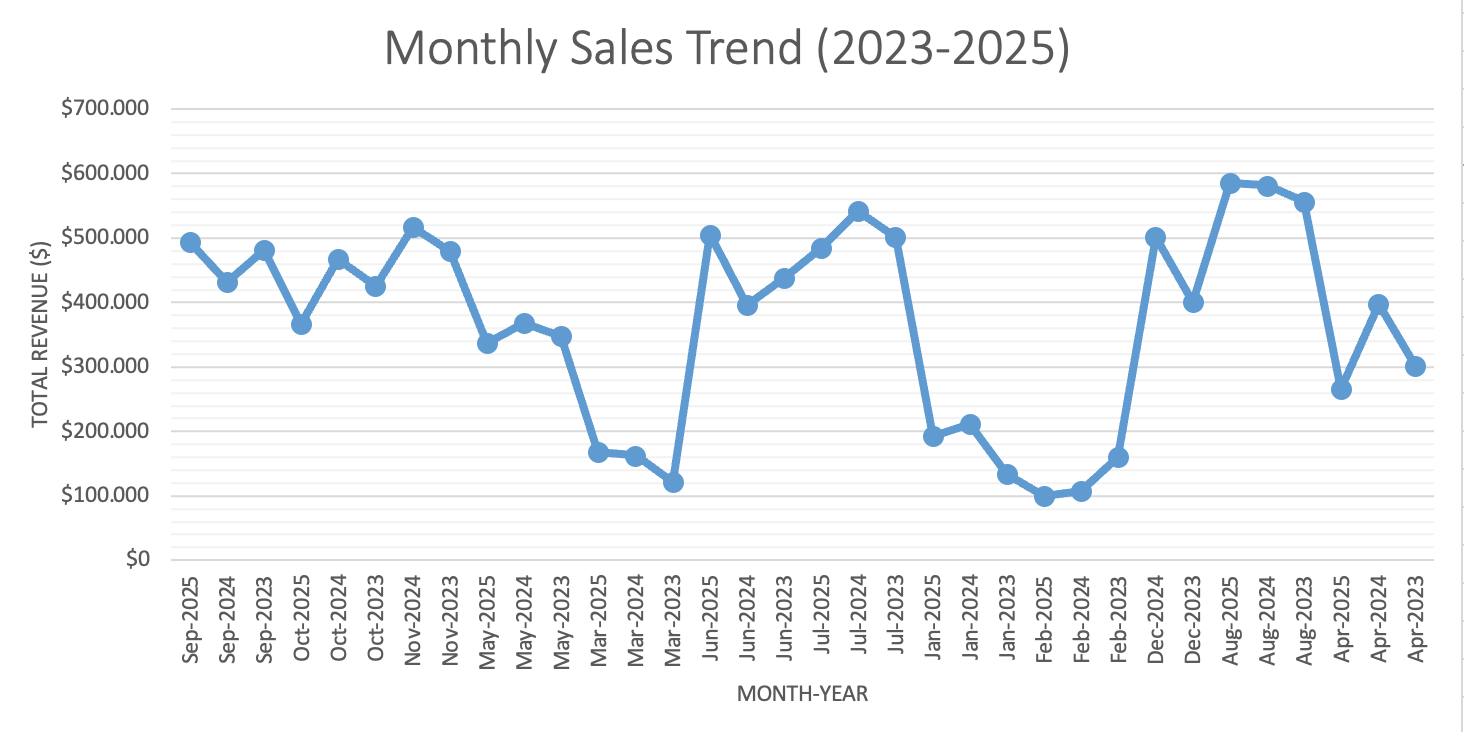 Monthly Sales Trend (2023-2025)
$700.000
$600.000
$500.000
$400.000
$300.000
$200.000
$100.000
$0
TOTAL REVENUE ($)
Sep-2025
Sep-2024
Sep-2023
Oct-2025
Oct-2024
Oct-2023
Nov-2024
Nov-2023
May-2025
May-2024
May-2023
Mar-2025
Mar-2024
Mar-2023
Jun-2025
Jun-2024
Jun-2023
Jul-2025
Jul-2024
Jul-2023
Jan-2025
Jan-2024
Jan-2023
Feb-2025
Feb-2024
Feb-2023
Dec-2024
Dec-2023
Aug-2025
Aug-2024
Aug-2023
Apr-2025
Apr-2024
Apr-2023
MONTH-YEAR